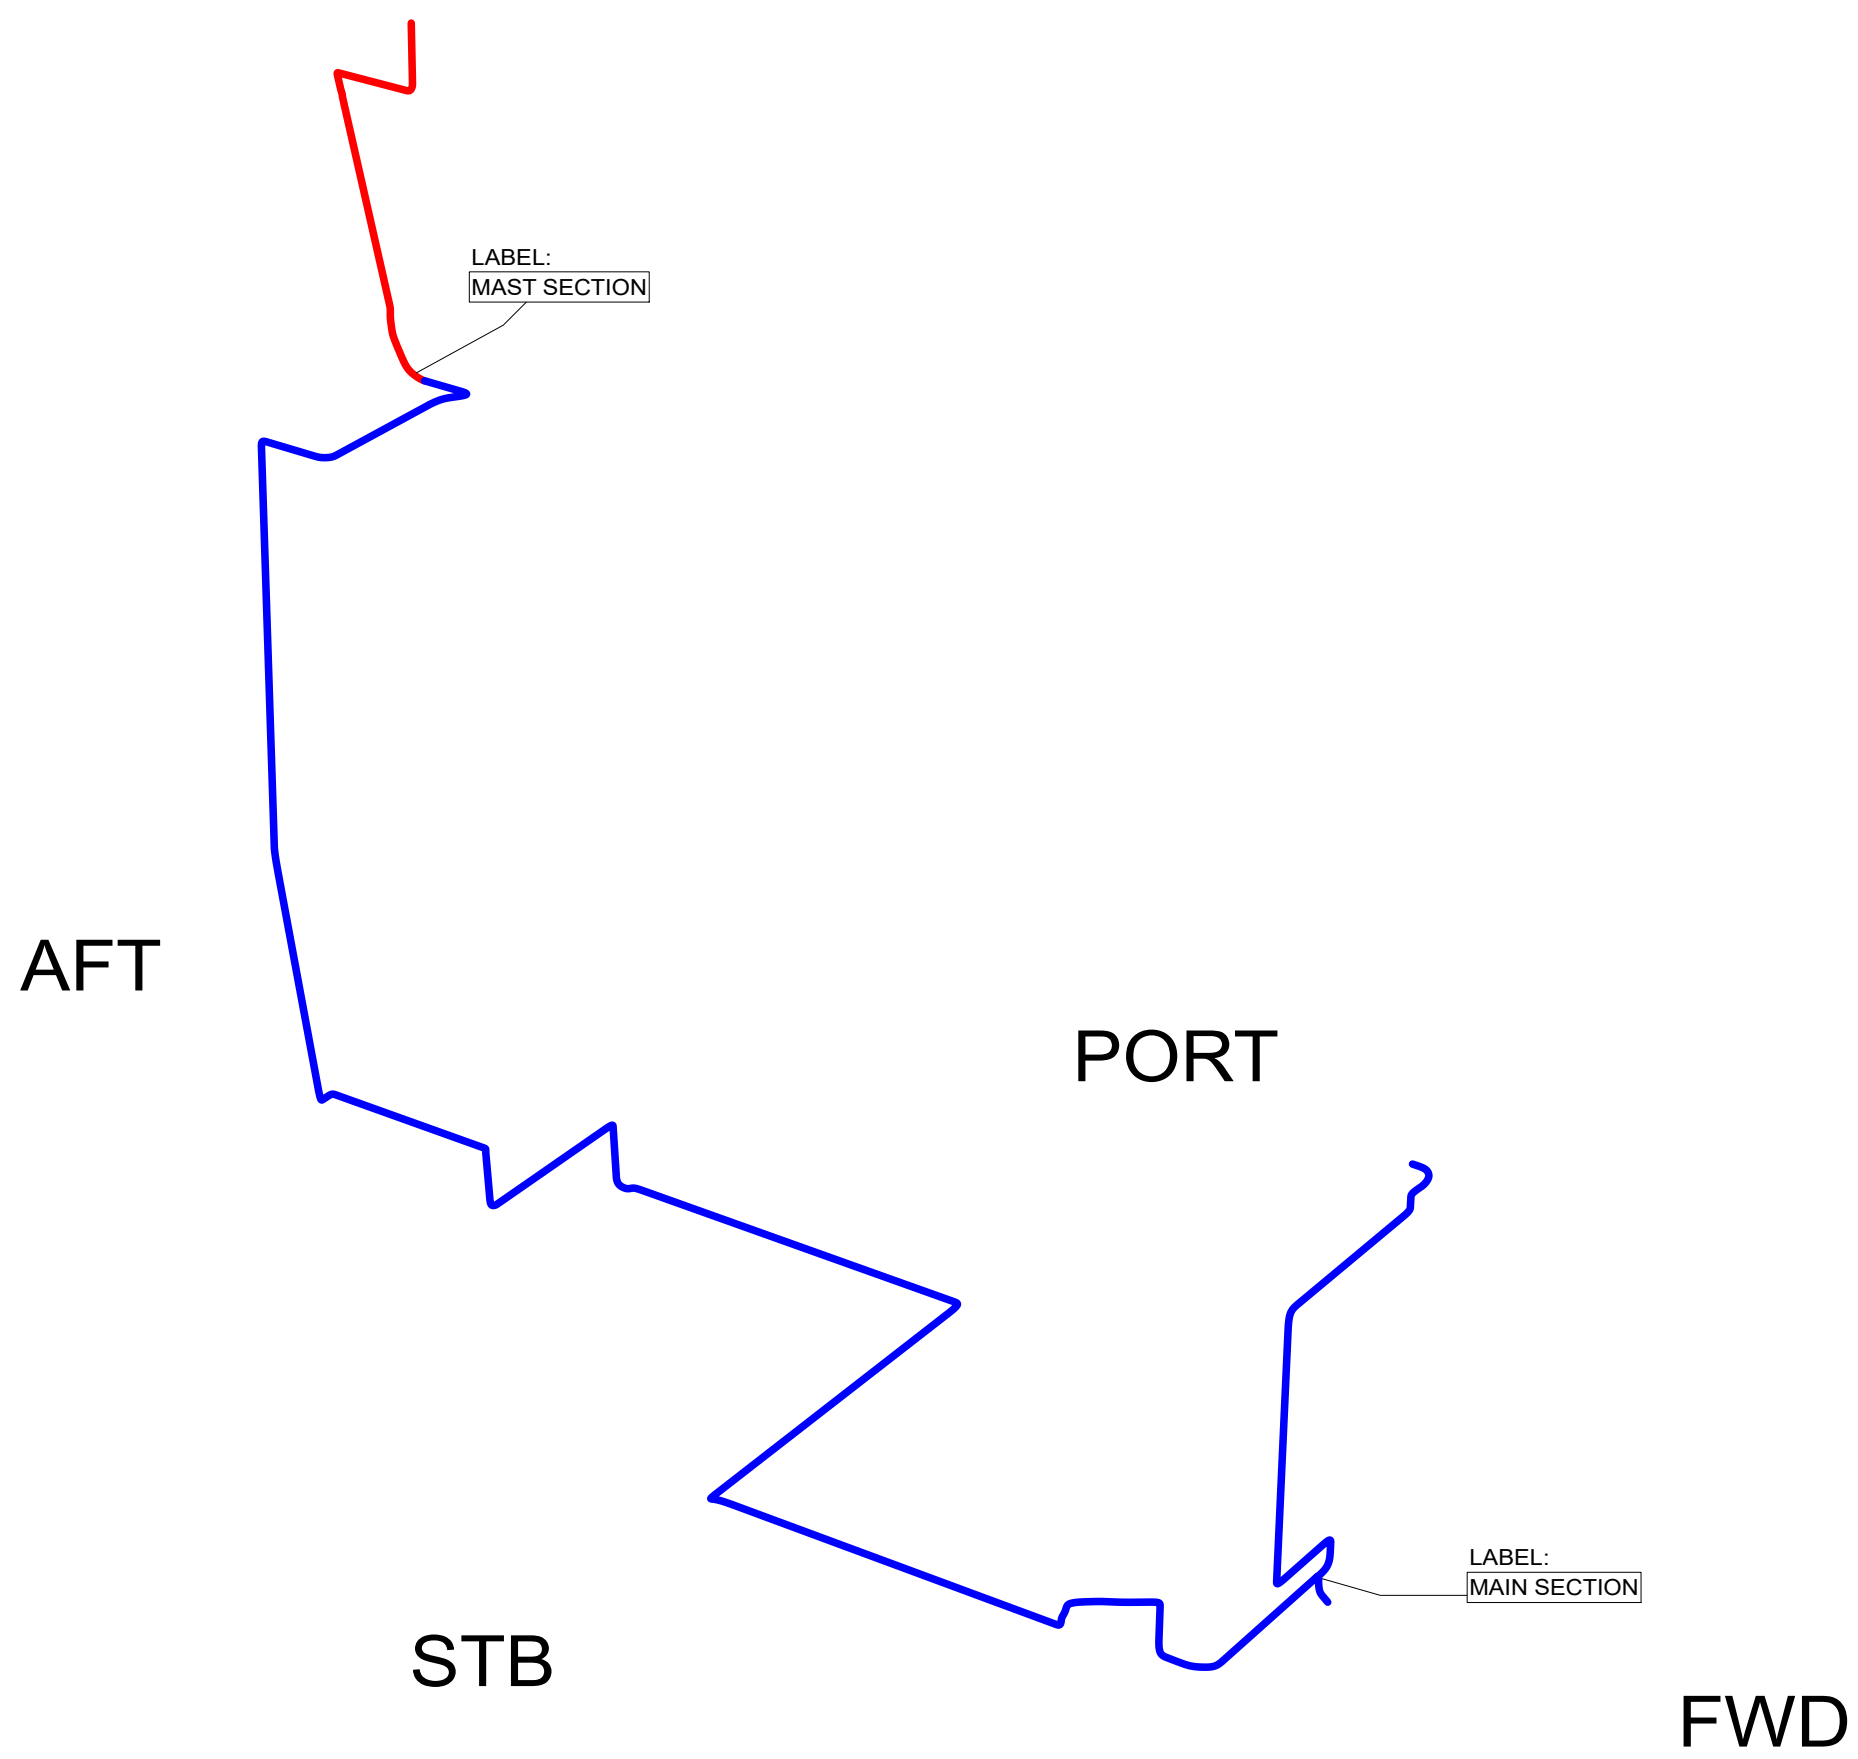 LABEL:
MAST SECTION
AFT
PORT
LABEL:
MAIN SECTION
STB
FWD